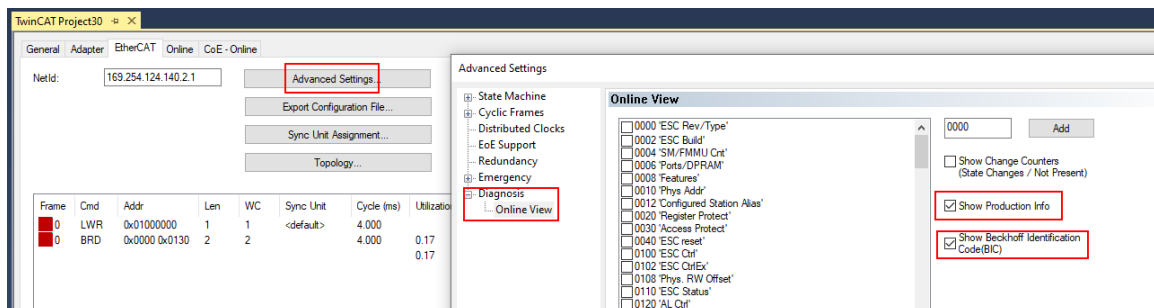 TwinCAT Project30
General Adapter EtherCAT Online CoE - Online
NetId: 169.254.124.140.2.1
Advanced Settings...
Export Configuration File...
Sync Unit Assignment...
Topology...
Frame Cmd Addr Len WC Sync Unit Cycle (ms) Utilizatio
0 LWR 0x01000000 1 1 <default> 4.000
0 BRD 0x0000 0x0130 2 2 4.000 0.17
0.17
Advanced Settings
State Machine
Cyclic Frames
Distributed Clocks
EoE Support
Redundancy
Emergency
Diagnosis
Online View
Online View
0000 'ESC Rev/Type'
0002 'ESC Build'
0004 'SM/FMMU Cnt'
0006 'Ports/DPRAM'
0008 'Features'
0010 'Phys Addr'
0012 'Configured Station Alias'
0020 'Register Protect'
0030 'Access Protect'
0040 'ESC reset'
0100 'ESC Ctrl'
0102 'ESC CtrlEx'
0108 'Phys. RW Offset'
0110 'ESC Status'
0120 'AL Ctrl'
0000
Add
Show Change Counters
(State Changes / Not Present)
Show Production Info
Show Beckhoff Identification
Code(BIC)